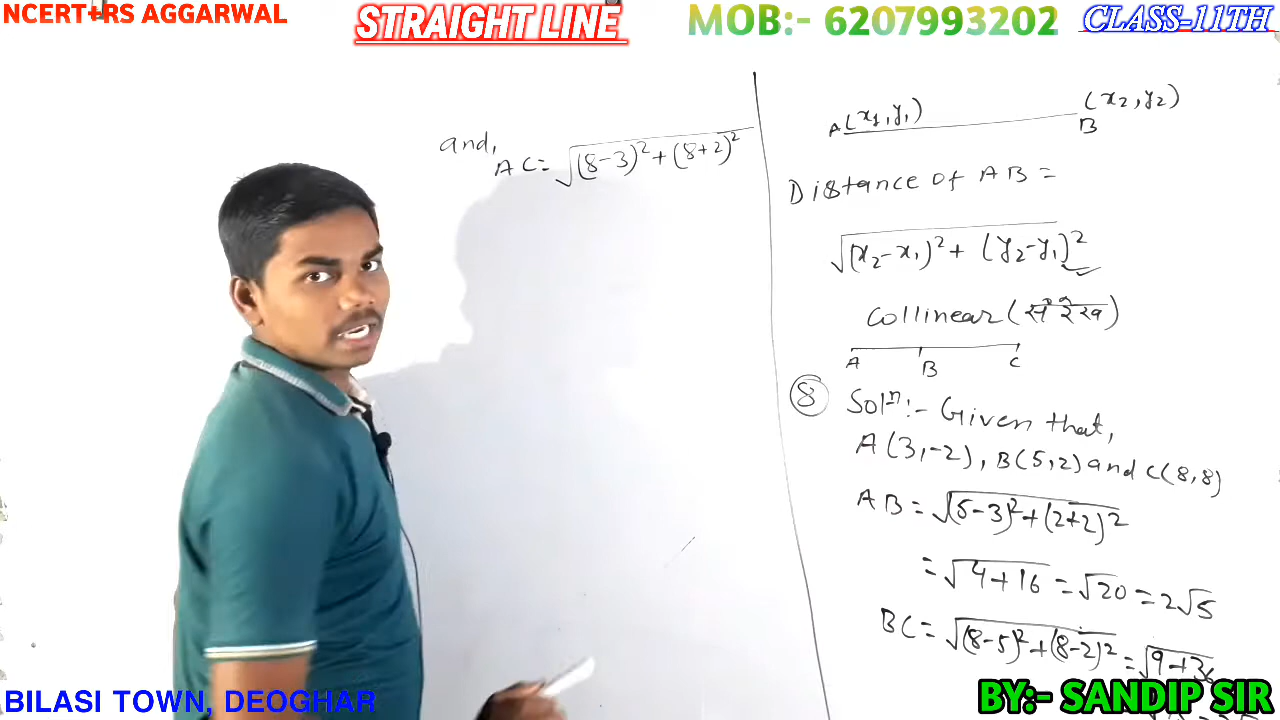 NCERT+RS AGGARWAL
STRAIGHT LINE
MOB:- 6207993202
CLASS-11TH
and,
AC = √(8-3)²+(8+2)²
A(x₁,y₁)
(x₂,y₂)
B
Distance of AB =
√(x₂-x₁)²+(y₂-y₁)²
Collinear (संरेख)
A B C
⑧ Solⁿ:- Given that,
A(3,-2), B(5,2) and C(8,8)
AB = √(5-3)²+(2+2)²
= √4+16 = √20 = 2√5
BC = √(8-5)²+(8-2)² = √9+36
BILASI TOWN, DEOGHAR
BY:- SANDIP SIR